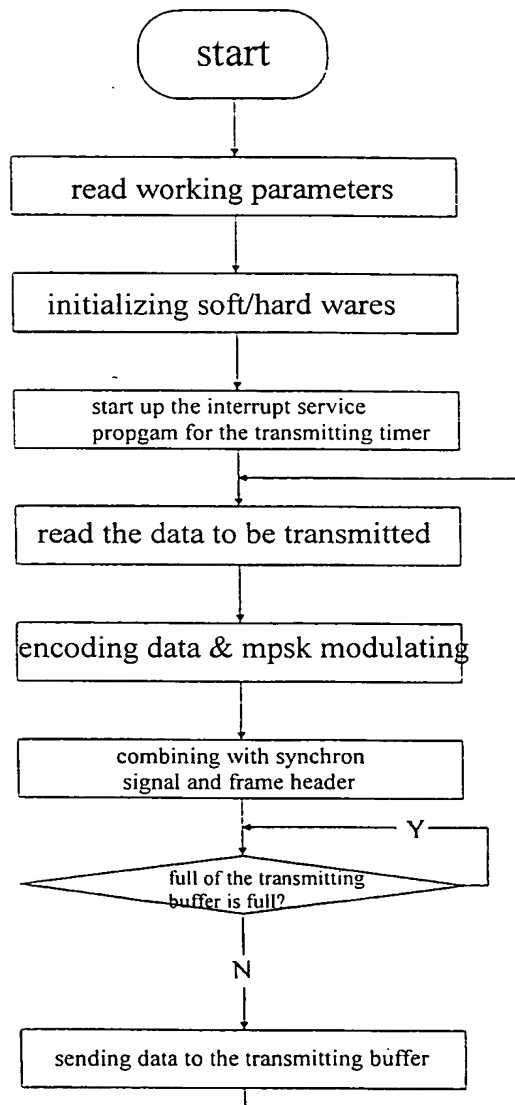 start
read working parameters
initializing soft/hard wares
start up the interrupt service
propgam for the transmitting timer
read the data to be transmitted
encoding data & mpsk modulating
combining with synchron
signal and frame header
Y
full of the transmitting
buffer is full?
N
sending data to the transmitting buffer